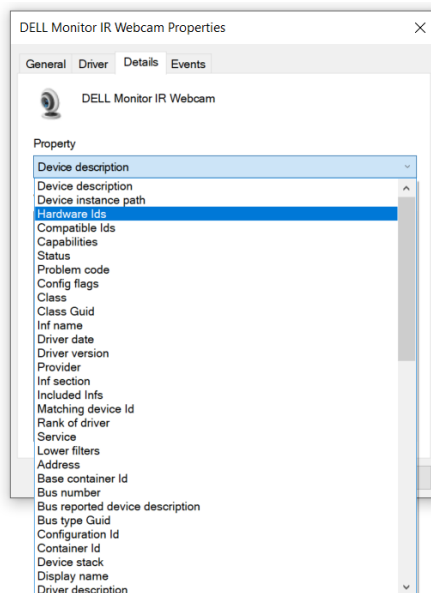 DELL Monitor IR Webcam Properties
General Driver Details Events
DELL Monitor IR Webcam
Property
Device description
Device description
Device instance path
Hardware Ids
Compatible Ids
Capabilities
Status
Problem code
Config flags
Class
Class Guid
Inf name
Driver date
Driver version
Provider
Inf section
Included Infs
Matching device Id
Rank of driver
Service
Lower filters
Address
Base container Id
Bus number
Bus reported device description
Bus type Guid
Configuration Id
Container Id
Device stack
Display name
Driver description